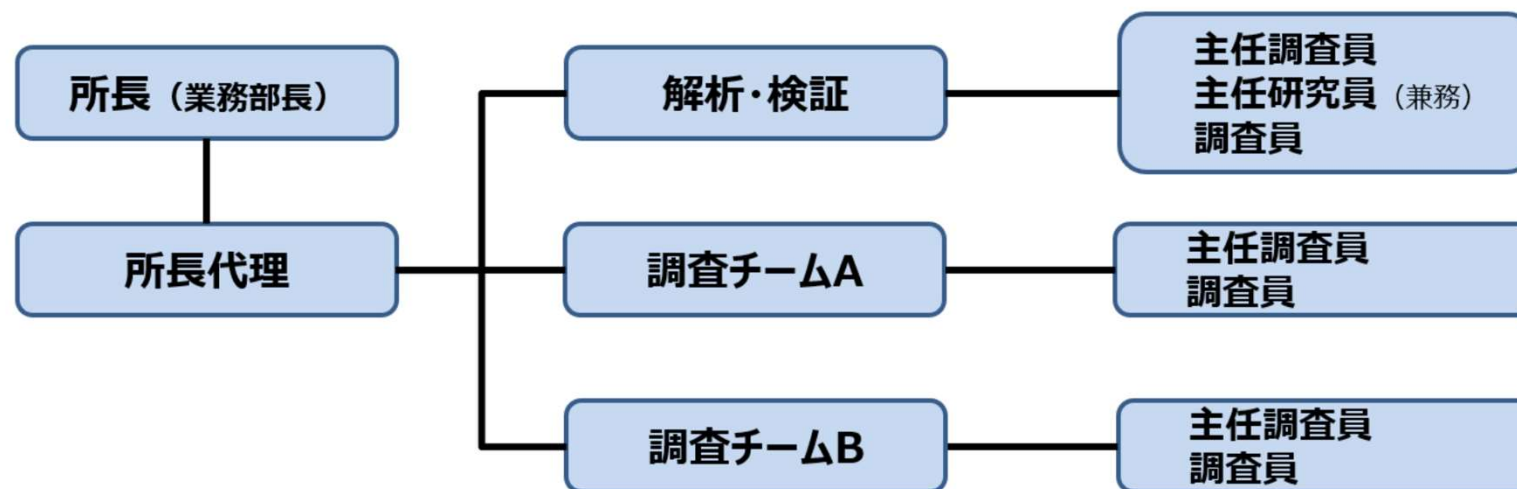 所長（業務部長）
所長代理
解析・検証
主任調査員
主任研究員（兼務）
調査員
調査チームA
主任調査員
調査員
調査チームB
主任調査員
調査員